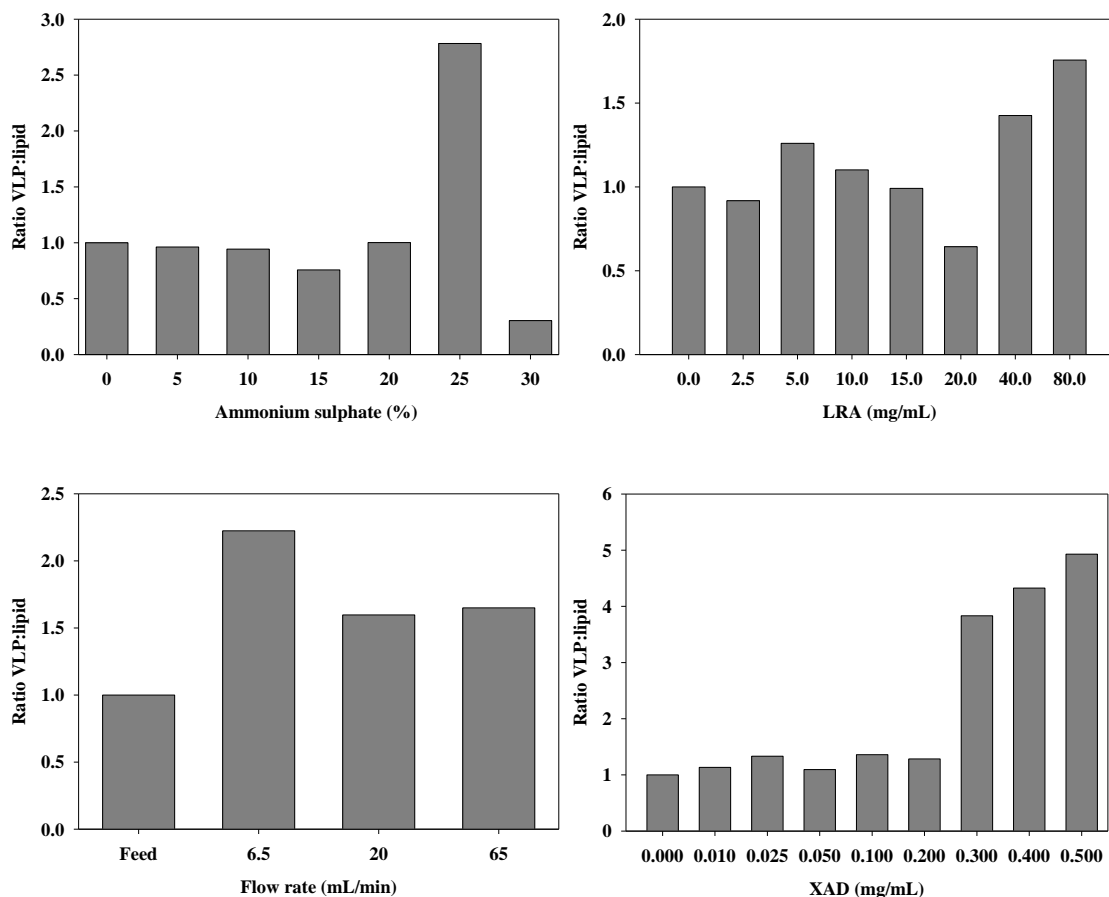 Ratio VLP:lipid
3.0
2.5
2.0
1.5
1.0
0.5
0.0
0 5 10 15 20 25 30
Ammonium sulphate (%)
Ratio VLP:lipid
2.0
1.5
1.0
0.5
0.0
0.0 2.5 5.0 10.0 15.0 20.0 40.0 80.0
LRA (mg/mL)
Ratio VLP:lipid
2.5
2.0
1.5
1.0
0.5
0.0
Feed 6.5 20 65
Flow rate (mL/min)
Ratio VLP:lipid
6
5
4
3
2
1
0
0.000 0.010 0.025 0.050 0.100 0.200 0.300 0.400 0.500
XAD (mg/mL)